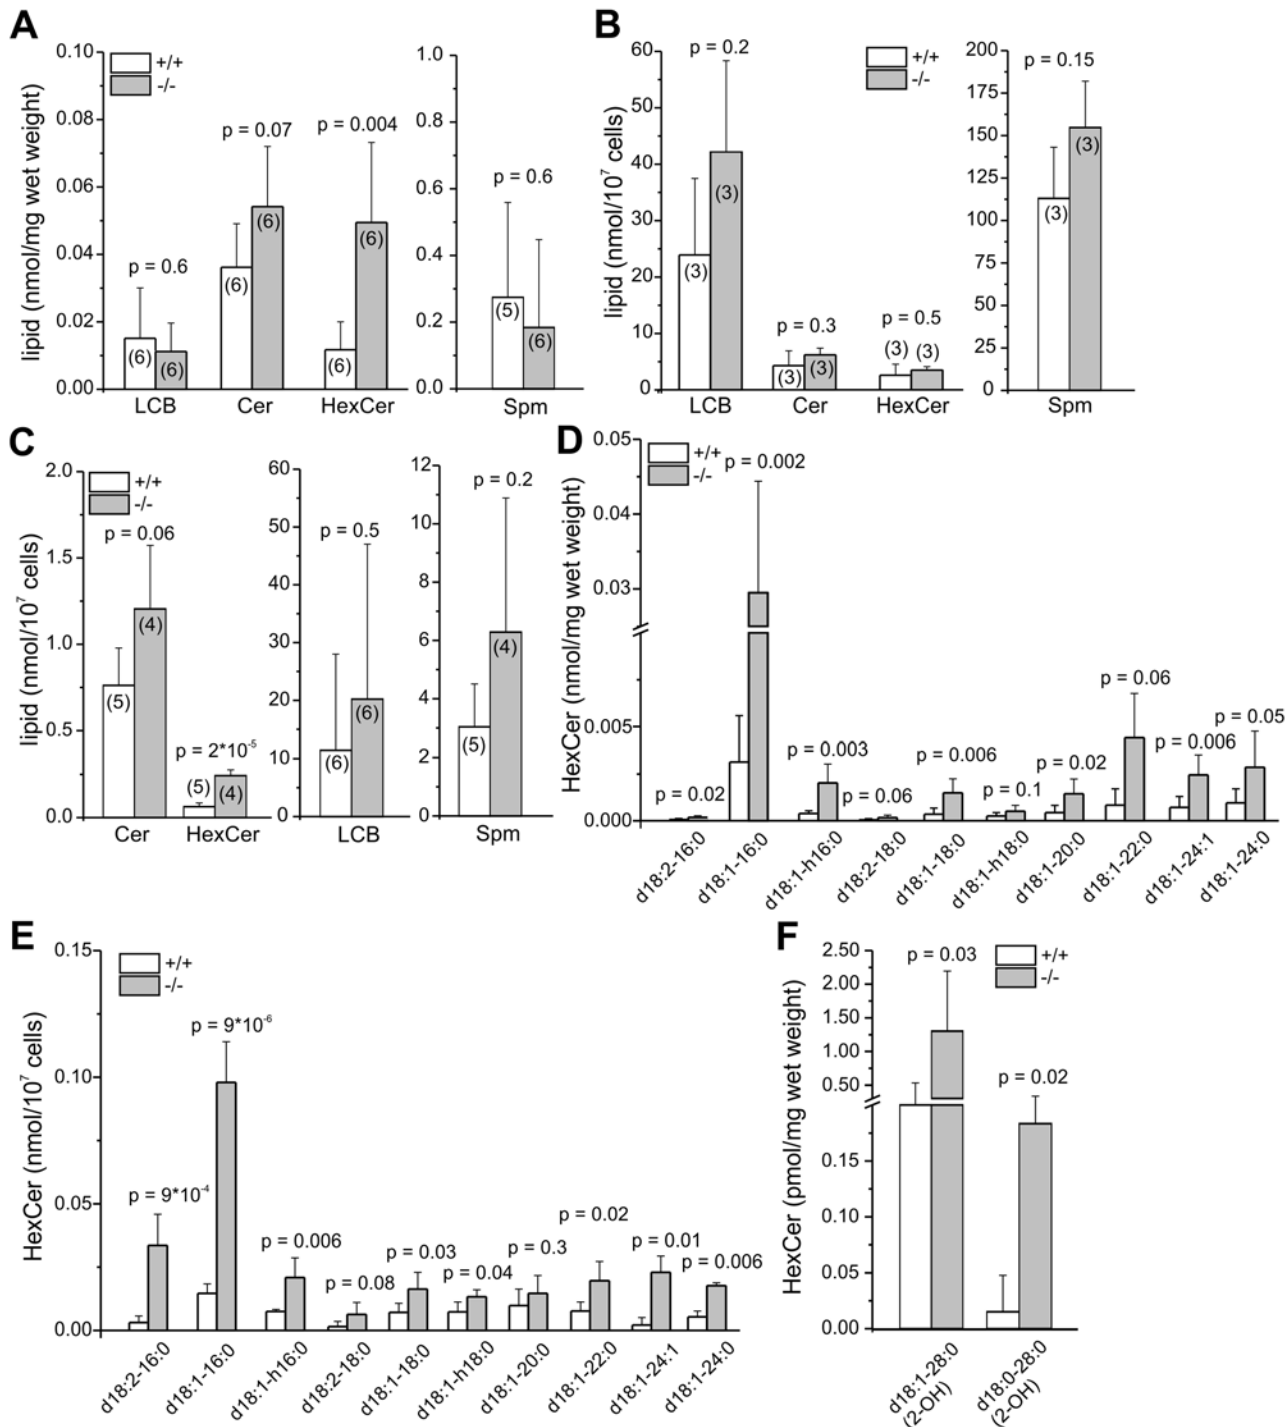 A
+/+
-/-
lipid (nmol/mg wet weight)
0.10
0.08
0.06
0.04
0.02
0.00
p = 0.6
p = 0.07
p = 0.004
(6)
(6)
(6)
(6)
(6)
(6)
LCB
Cer
HexCer
1.0
0.8
0.6
0.4
0.2
0.0
p = 0.6
(5)
(6)
Spm
B
+/+
-/-
lipid (nmol/10⁷ cells)
60
50
40
30
20
10
0
p = 0.2
p = 0.3
p = 0.5
(3)
(3)
(3)
(3)
(3)
(3)
LCB
Cer
HexCer
200
175
150
125
100
75
50
25
0
p = 0.15
(3)
(3)
Spm
C
+/+
-/-
lipid (nmol/10⁷ cells)
2.0
1.5
1.0
0.5
0.0
p = 0.06
p = 2*10⁻⁵
(5)
(4)
(5)
(4)
Cer
HexCer
60
50
40
30
20
10
0
p = 0.5
(6)
(6)
LCB
12
10
8
6
4
2
0
p = 0.2
(5)
(4)
Spm
D
+/+
-/-
HexCer (nmol/mg wet weight)
0.05
0.04
0.03
0.005
0.000
p = 0.02
p = 0.002
p = 0.003
p = 0.06
p = 0.006
p = 0.1
p = 0.02
p = 0.06
p = 0.006
p = 0.05
d18:2-16:0
d18:1-16:0
d18:1-h16:0
d18:2-18:0
d18:1-18:0
d18:1-h18:0
d18:1-20:0
d18:1-22:0
d18:1-24:1
d18:1-24:0
E
+/+
-/-
HexCer (nmol/10⁷ cells)
0.15
0.10
0.05
0.00
p = 9*10⁻⁴
p = 9*10⁻⁶
p = 0.006
p = 0.08
p = 0.03
p = 0.04
p = 0.3
p = 0.02
p = 0.01
p = 0.006
d18:2-16:0
d18:1-16:0
d18:1-h16:0
d18:2-18:0
d18:1-18:0
d18:1-h18:0
d18:1-20:0
d18:1-22:0
d18:1-24:1
d18:1-24:0
F
+/+
-/-
HexCer (pmol/mg wet weight)
2.50
2.25
2.00
1.50
1.00
0.50
0.15
0.10
0.05
0.00
p = 0.03
p = 0.02
d18:1-28:0
(2-OH)
d18:0-28:0
(2-OH)